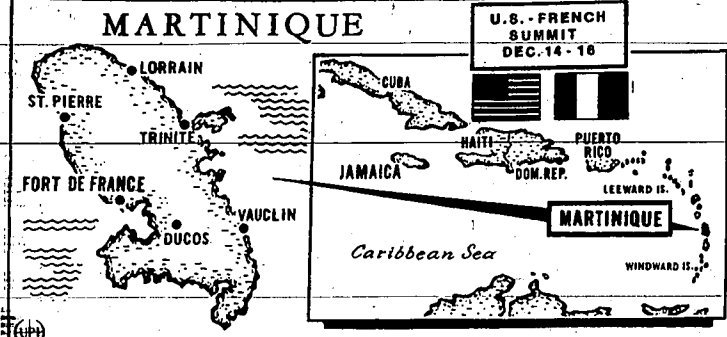 MARTINIQUE
U.S. - FRENCH
SUMMIT
DEC. 14 - 16
LORRAIN
ST. PIERRE
TRINITE
FORT DE FRANCE
VAUCLIN
DUCOS
CUBA
HAITI
PUERTO
RICO
JAMAICA
DOM. REP.
LEEWARD IS.
MARTINIQUE
Caribbean Sea
WINDWARD IS.
UPI